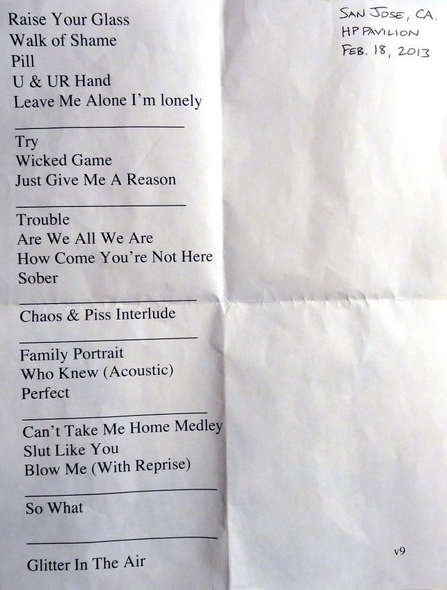 Raise Your Glass
Walk of Shame
Pill
U & UR Hand
Leave Me Alone I'm lonely
Try
Wicked Game
Just Give Me A Reason
Trouble
Are We All We Are
How Come You're Not Here
Sober
Chaos & Piss Interlude
Family Portrait
Who Knew (Acoustic)
Perfect
Can't Take Me Home Medley
Slut Like You
Blow Me (With Reprise)
So What
Glitter In The Air
SAN JOSE, CA.
HP PAVILION
FEB. 18, 2013
v9